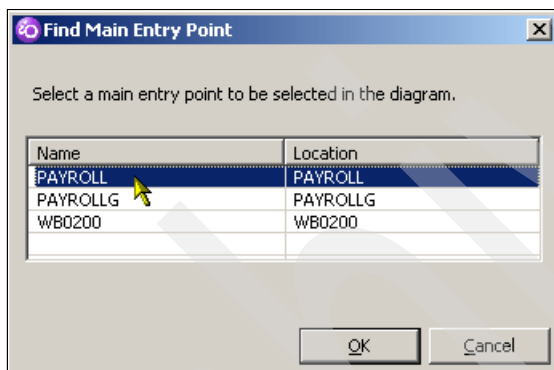 Find Main Entry Point
Select a main entry point to be selected in the diagram.
Name Location
PAYROLL PAYROLL
PAYROLLG PAYROLLG
WB0200 WB0200
OK Cancel